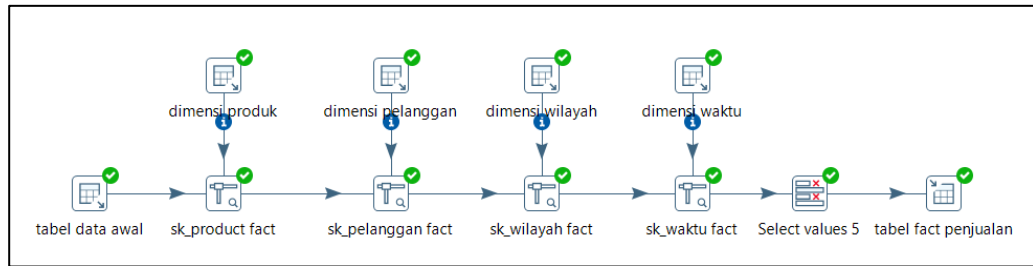 dimensi produk
dimensi pelanggan
dimensi wilayah
dimensi waktu
tabel data awal
sk_product fact
sk_pelanggan fact
sk_wilayah fact
sk_waktu fact
Select values 5
tabel fact penjualan